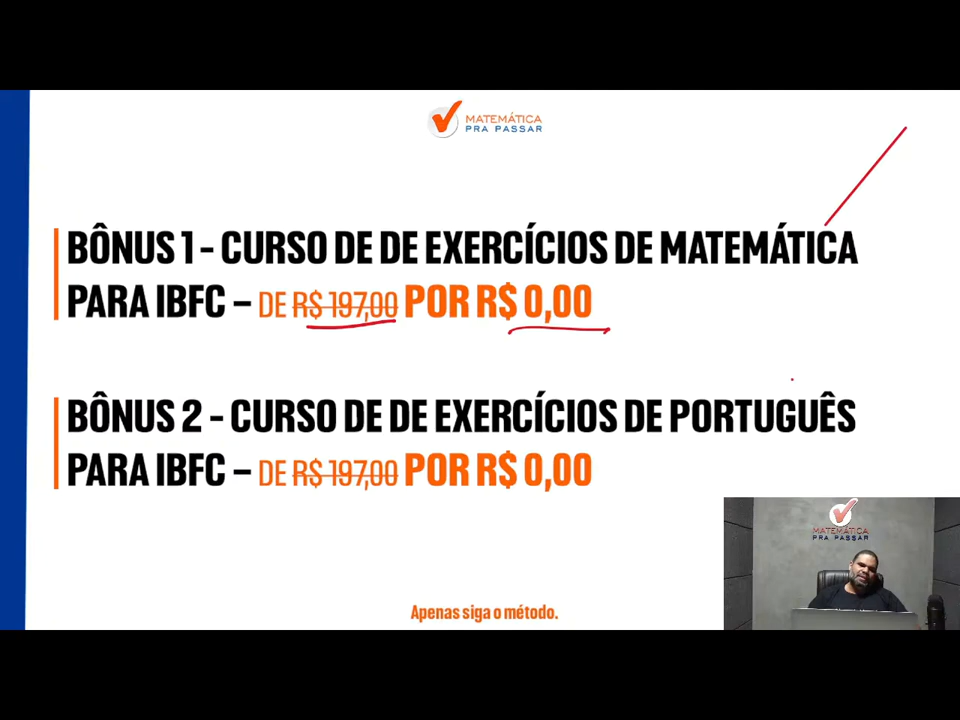 MATEMÁTICA
PRA PASSAR
BÔNUS 1 - CURSO DE DE EXERCÍCIOS DE MATEMÁTICA
PARA IBFC – DE R$ 197,00 POR R$ 0,00
BÔNUS 2 - CURSO DE DE EXERCÍCIOS DE PORTUGUÊS
PARA IBFC – DE R$ 197,00 POR R$ 0,00
MATEMÁTICA
PRA PASSAR
Apenas siga o método.